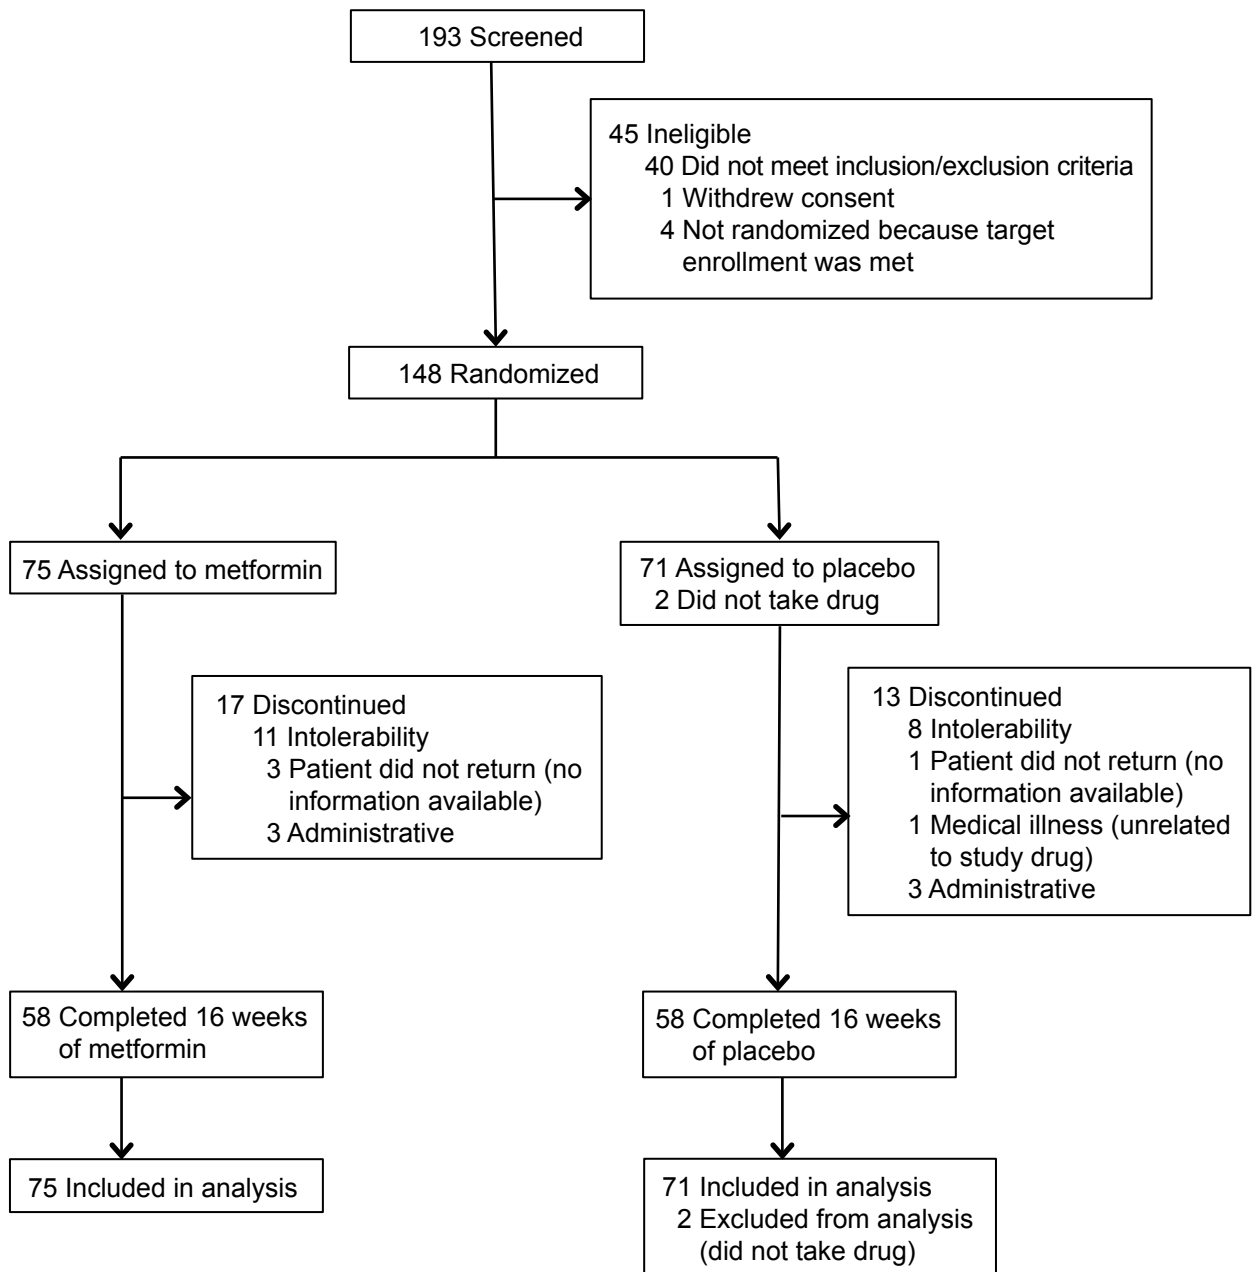 193 Screened
45 Ineligible
40 Did not meet inclusion/exclusion criteria
1 Withdrew consent
4 Not randomized because target
enrollment was met
148 Randomized
75 Assigned to metformin
71 Assigned to placebo
2 Did not take drug
17 Discontinued
11 Intolerability
3 Patient did not return (no
information available)
3 Administrative
13 Discontinued
8 Intolerability
1 Patient did not return (no
information available)
1 Medical illness (unrelated
to study drug)
3 Administrative
58 Completed 16 weeks
of metformin
58 Completed 16 weeks
of placebo
75 Included in analysis
71 Included in analysis
2 Excluded from analysis
(did not take drug)